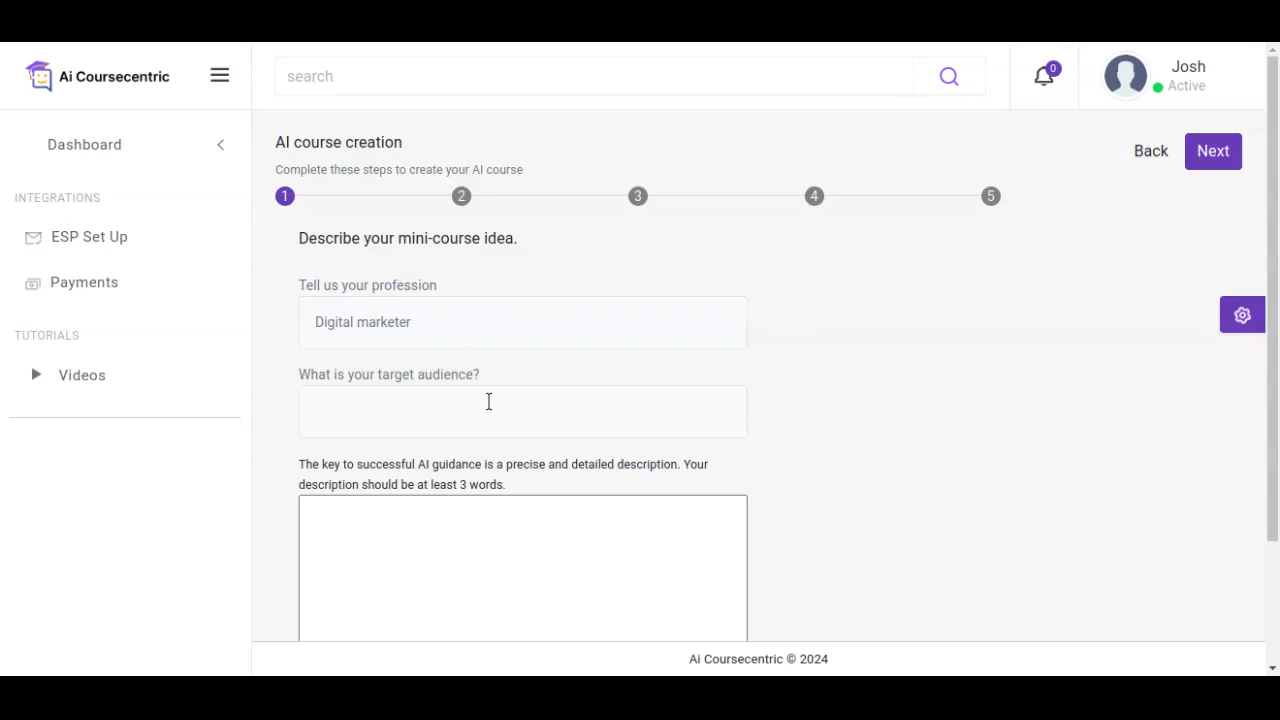 Ai Coursecentric
search
0
Josh
Active
Dashboard
AI course creation
Back
Next
Complete these steps to create your AI course
INTEGRATIONS
1
2
3
4
5
ESP Set Up
Describe your mini-course idea.
Payments
Tell us your profession
Digital marketer
TUTORIALS
Videos
What is your target audience?
The key to successful AI guidance is a precise and detailed description. Your
description should be at least 3 words.
Ai Coursecentric © 2024